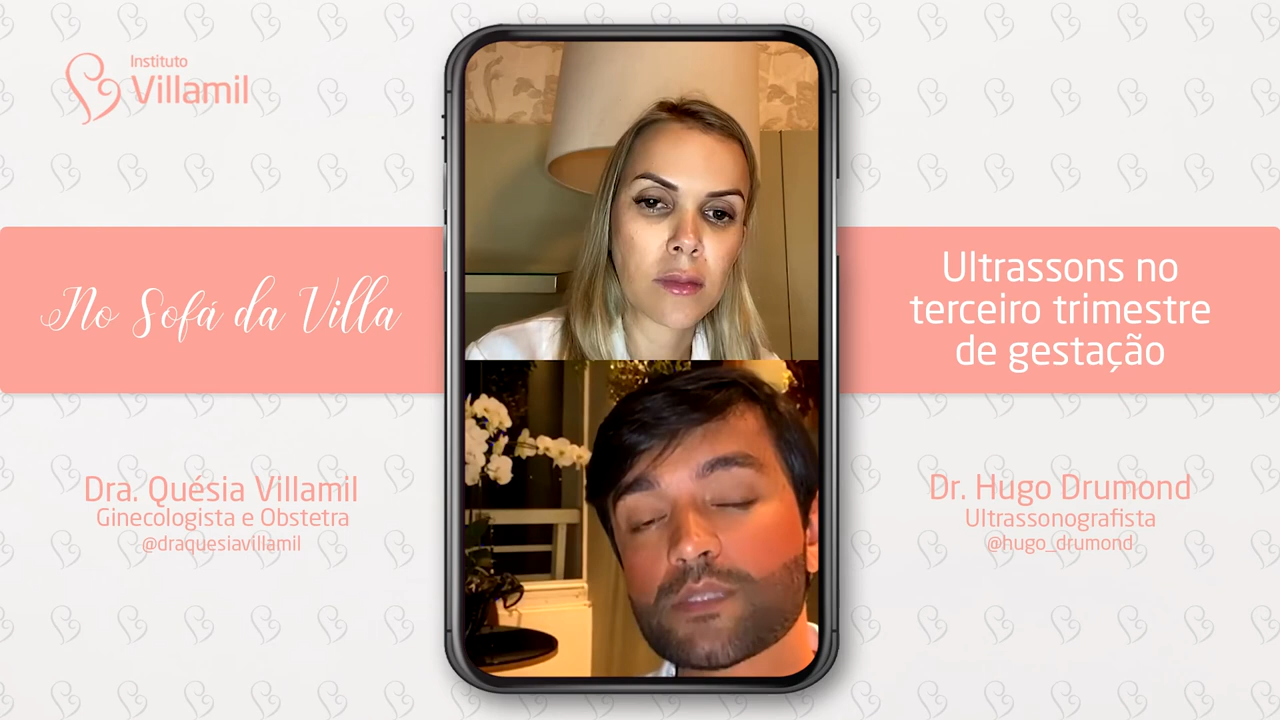 Instituto
Villamil
No Sofá da Villa
Ultrassons no
terceiro trimestre
de gestação
Dra. Quésia Villamil
Ginecologista e Obstetra
@draquesiavillamil
Dr. Hugo Drumond
Ultrassonografista
@hugo_drumond